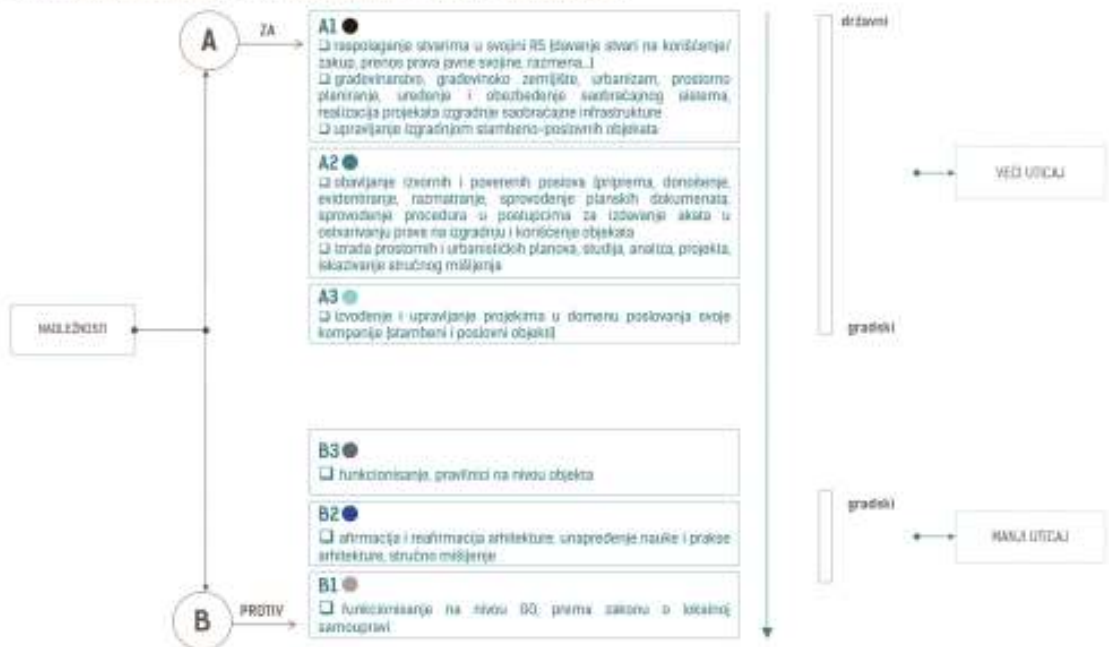 A
ZA
A1
❑ raspolaganje stvarima u svojini RS (davanje stvari na korišćenje/
zakup, prenos prava javne svojine, razmena...)
❑ građevinarstvo, građevinsko zemljište, urbanizam, prostorno
planiranje, uređenje i obezbeđenje saobraćajnog sistema,
realizacija projekata izgradnje saobraćajne infrastrukture
❑ upravljanje izgradnjom stambeno-poslovnih objekata
A2
❑ obavljanje izvornih i poverenih poslova (priprema, donošenje,
evidentiranje, razmatranje, sprovođenje planskih dokumenata,
sprovođenje procedura u postupcima za izdavanje akata u
ostvarivanju prava na izgradnju i korišćenje objekata
❑ izrada prostornih i urbanističkih planova, studija, analiza, projekta,
iskazivanje stručnog mišljenja
A3
❑ izvođenje i upravljanje projekima u domenu poslovanja svoje
kompanije (stambeni i poslovni objekti)
državni
gradski
VEĆI UTICAJ
NADLEŽNOSTI
B3
❑ funkcionisanje, pravilnici na nivou objekta
B2
❑ afirmacija i reafirmacija arhitekture, unapređenje nauke i prakse
arhitekture, stručno mišljenje
B1
❑ funkcionisanje na nivou GO, prema zakonu o lokalnoj
samoupravi
gradski
MANJI UTICAJ
B
PROTIV